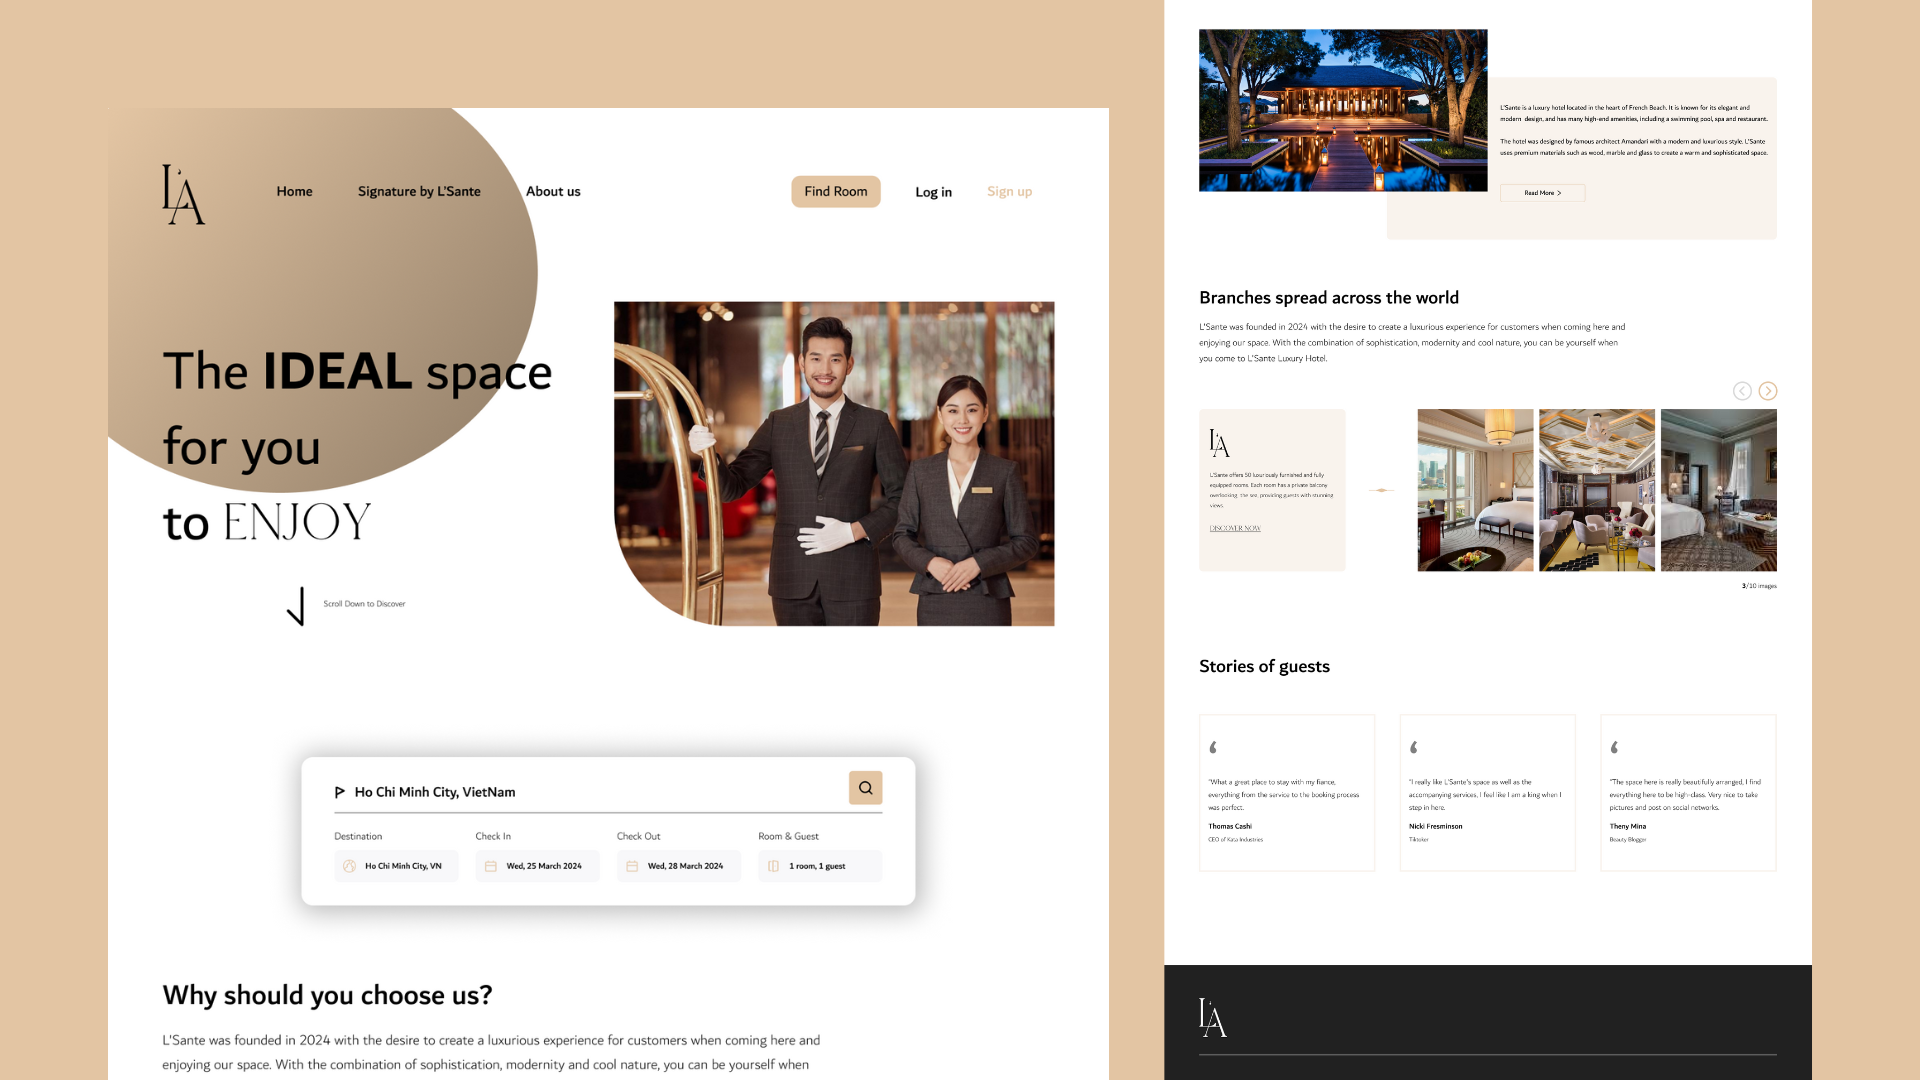 L'A
Home
Signature by L'Sante
About us
Find Room
Log in
Sign up
The IDEAL space
for you
to ENJOY
Scroll Down to Discover
Ho Chi Minh City, VietNam
Destination
Check In
Check Out
Room & Guest
Ho Chi Minh City, VN
Wed, 25 March 2024
Wed, 28 March 2024
1 room, 1 guest
Why should you choose us?
L'Sante was founded in 2024 with the desire to create a luxurious experience for customers when coming here and
enjoying our space. With the combination of sophistication, modernity and cool nature, you can be yourself when
L'Sante is a luxury hotel located in the heart of French Beach. It is known for its elegant and
modern design, and has many high-end amenities, including a swimming pool, spa and restaurant.
The hotel was designed by famous architect Amandari with a modern and luxurious style. L'Sante
uses premium materials such as wood, marble and glass to create a warm and sophisticated space.
Read More >
Branches spread across the world
L'Sante was founded in 2024 with the desire to create a luxurious experience for customers when coming here and
enjoying our space. With the combination of sophistication, modernity and cool nature, you can be yourself when
you come to L'Sante Luxury Hotel.
L'A
L'Sante offers 50 luxuriously furnished and fully
equipped rooms. Each room has a private balcony
overlooking the sea, providing guests with stunning
views.
DISCOVER NOW
3/10 images
Stories of guests
"What a great place to stay with my fiance,
everything from the service to the booking process
was perfect.
Thomas Cashi
CEO of Kata Industries
"I really like L'Sante's space as well as the
accompanying services, I feel like I am a king when I
step in here.
Nicki Fresminson
Tiktoker
"The space here is really beautifully arranged, I find
everything here to be high-class. Very nice to take
pictures and post on social networks.
Theny Mina
Beauty Blogger
L'A